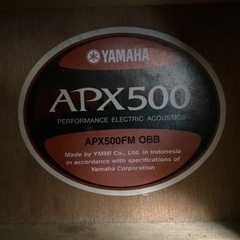 YAMAHA
APX500
PERFORMANCE ELECTRIC ACOUSTICS
APX500FM OBB
Made by YMMI Co., Ltd. in Indonesia
in accordance with specifications of
Yamaha Corporation